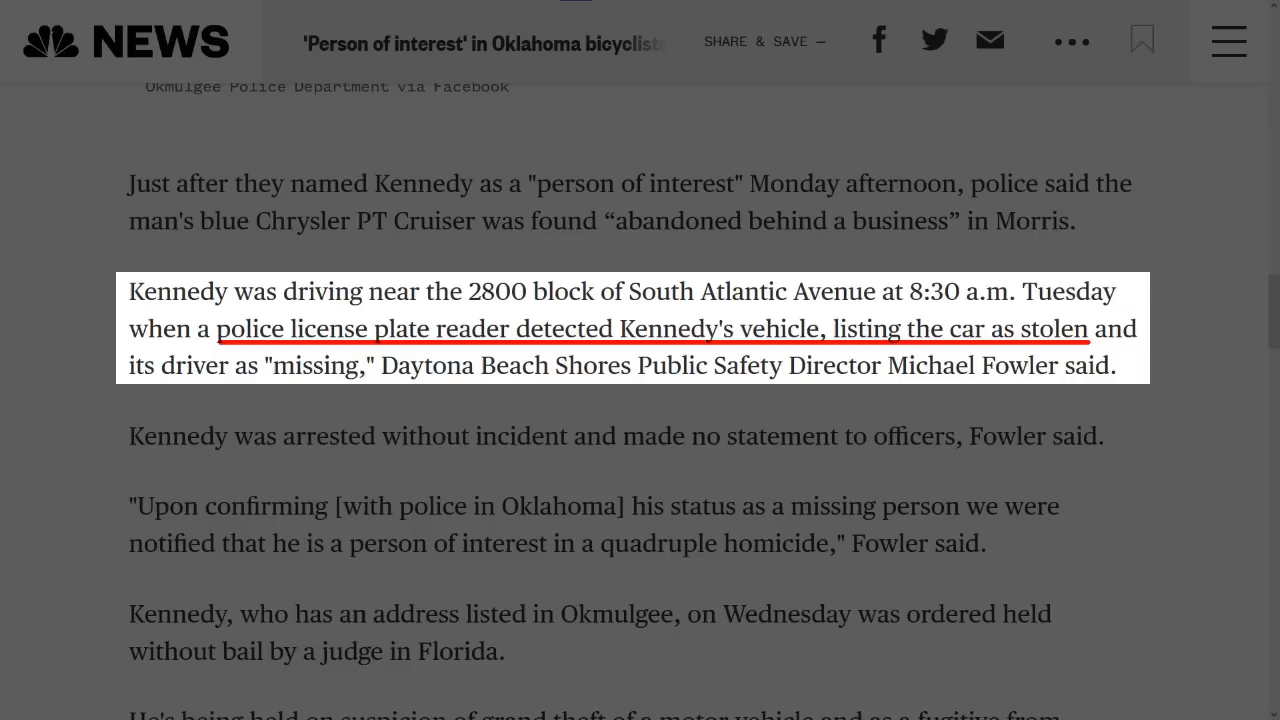 NEWS
'Person of interest' in Oklahoma bicyclists
SHARE & SAVE —
Okmulgee Police Department via Facebook
Just after they named Kennedy as a "person of interest" Monday afternoon, police said the
man's blue Chrysler PT Cruiser was found “abandoned behind a business” in Morris.
Kennedy was driving near the 2800 block of South Atlantic Avenue at 8:30 a.m. Tuesday
when a police license plate reader detected Kennedy's vehicle, listing the car as stolen and
its driver as "missing," Daytona Beach Shores Public Safety Director Michael Fowler said.
Kennedy was arrested without incident and made no statement to officers, Fowler said.
"Upon confirming [with police in Oklahoma] his status as a missing person we were
notified that he is a person of interest in a quadruple homicide," Fowler said.
Kennedy, who has an address listed in Okmulgee, on Wednesday was ordered held
without bail by a judge in Florida.
He's being held on suspicion of grand theft of a motor vehicle and as a fugitive from